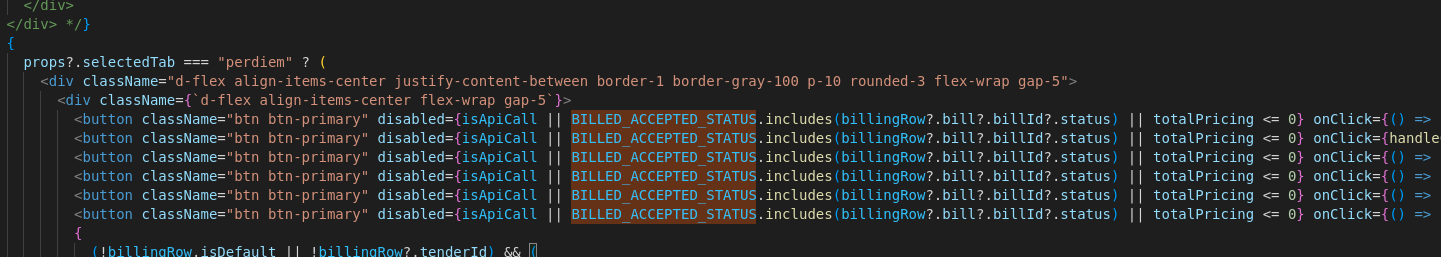 </div>
</div> */}
{
props?.selectedTab === "perdiem" ? (
<div className="d-flex align-items-center justify-content-between border-1 border-gray-100 p-10 rounded-3 flex-wrap gap-5">
<div className={`d-flex align-items-center flex-wrap gap-5`}>
<button className="btn btn-primary" disabled={isApiCall || BILLED_ACCEPTED_STATUS.includes(billingRow?.bill?.billId?.status) || totalPricing <= 0} onClick={() =>
<button className="btn btn-primary" disabled={isApiCall || BILLED_ACCEPTED_STATUS.includes(billingRow?.bill?.billId?.status) || totalPricing <= 0} onClick={handle
<button className="btn btn-primary" disabled={isApiCall || BILLED_ACCEPTED_STATUS.includes(billingRow?.bill?.billId?.status) || totalPricing <= 0} onClick={() =>
<button className="btn btn-primary" disabled={isApiCall || BILLED_ACCEPTED_STATUS.includes(billingRow?.bill?.billId?.status) || totalPricing <= 0} onClick={() =>
<button className="btn btn-primary" disabled={isApiCall || BILLED_ACCEPTED_STATUS.includes(billingRow?.bill?.billId?.status) || totalPricing <= 0} onClick={() =>
<button className="btn btn-primary" disabled={isApiCall || BILLED_ACCEPTED_STATUS.includes(billingRow?.bill?.billId?.status) || totalPricing <= 0} onClick={() =>
{
(!billingRow.isDefault || !billingRow?.tenderId) && (